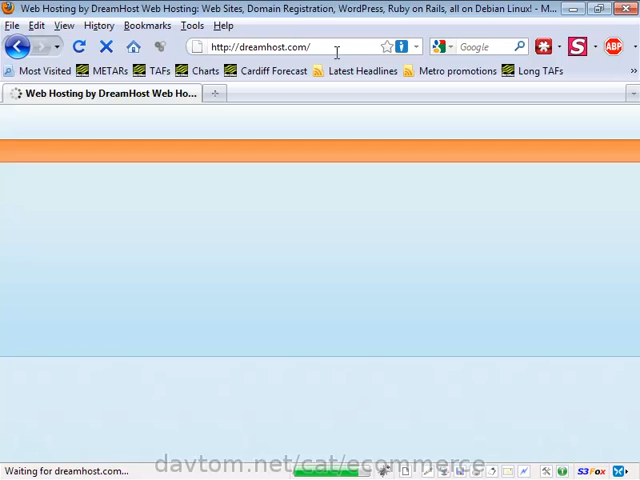 Web Hosting by DreamHost Web Hosting: Web Sites, Domain Registration, WordPress, Ruby on Rails, all on Debian Linux! - M...
File Edit View History Bookmarks Tools Help
http://dreamhost.com/ Google ABP
Most Visited METARs TAFs Charts Cardiff Forecast Latest Headlines Metro promotions Long TAFs
Web Hosting by DreamHost Web Ho...
Waiting for dreamhost.com... S3Fox
davtom.net/cat/ecommerce